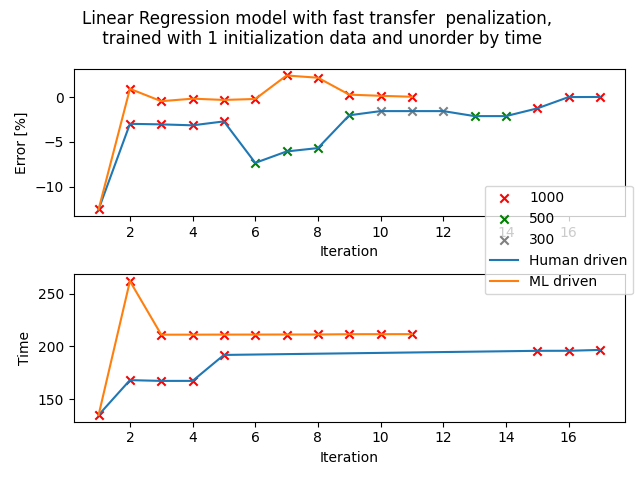 Linear Regression model with fast transfer  penalization,
trained with 1 initialization data and unorder by time
Error [%]
0
−5
−10
2 4 6 8 10 12 14 16
Iteration
1000
500
300
Human driven
ML driven
Time
250
200
150
2 4 6 8 10 12 14 16
Iteration